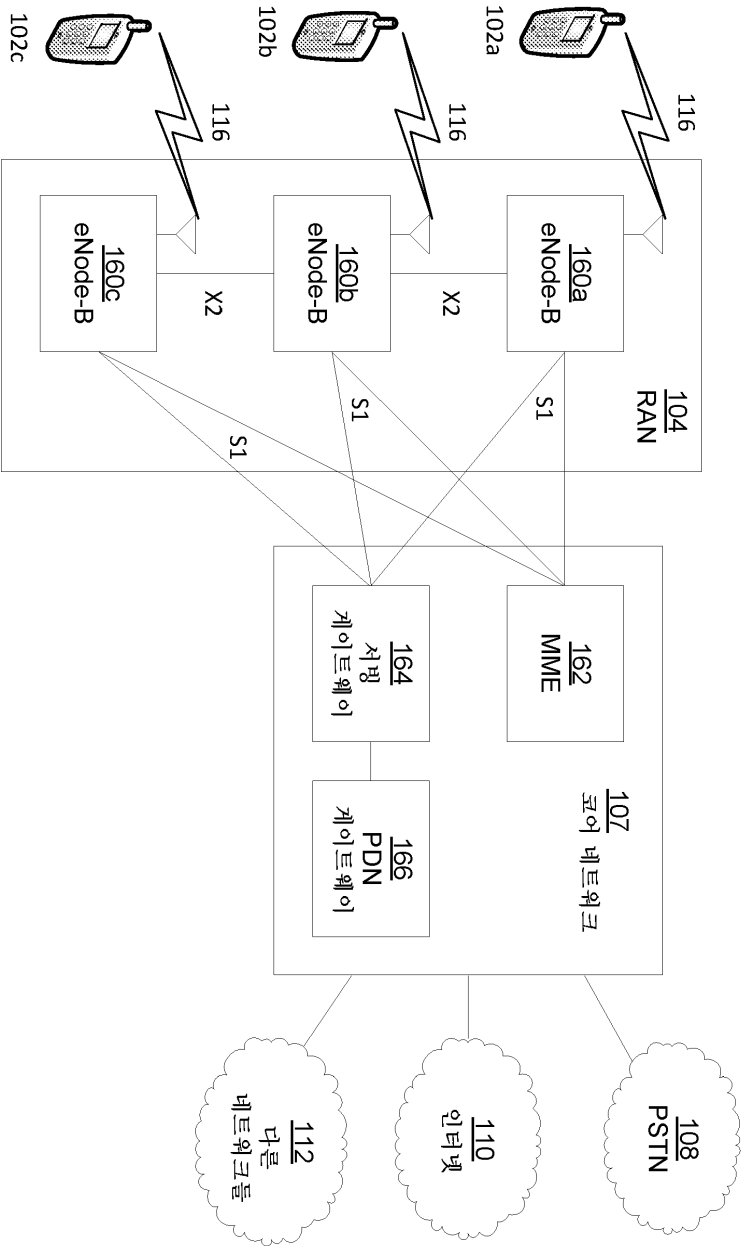 102a
116
160a
eNode-B
X2
102b
116
160b
eNode-B
X2
102c
116
160c
eNode-B
104
RAN
S1
S1
S1
107
코어 네트워크
162
MME
164
서빙
게이트웨이
166
PDN
게이트웨이
108
PSTN
110
인터넷
112
다른
네트워크들